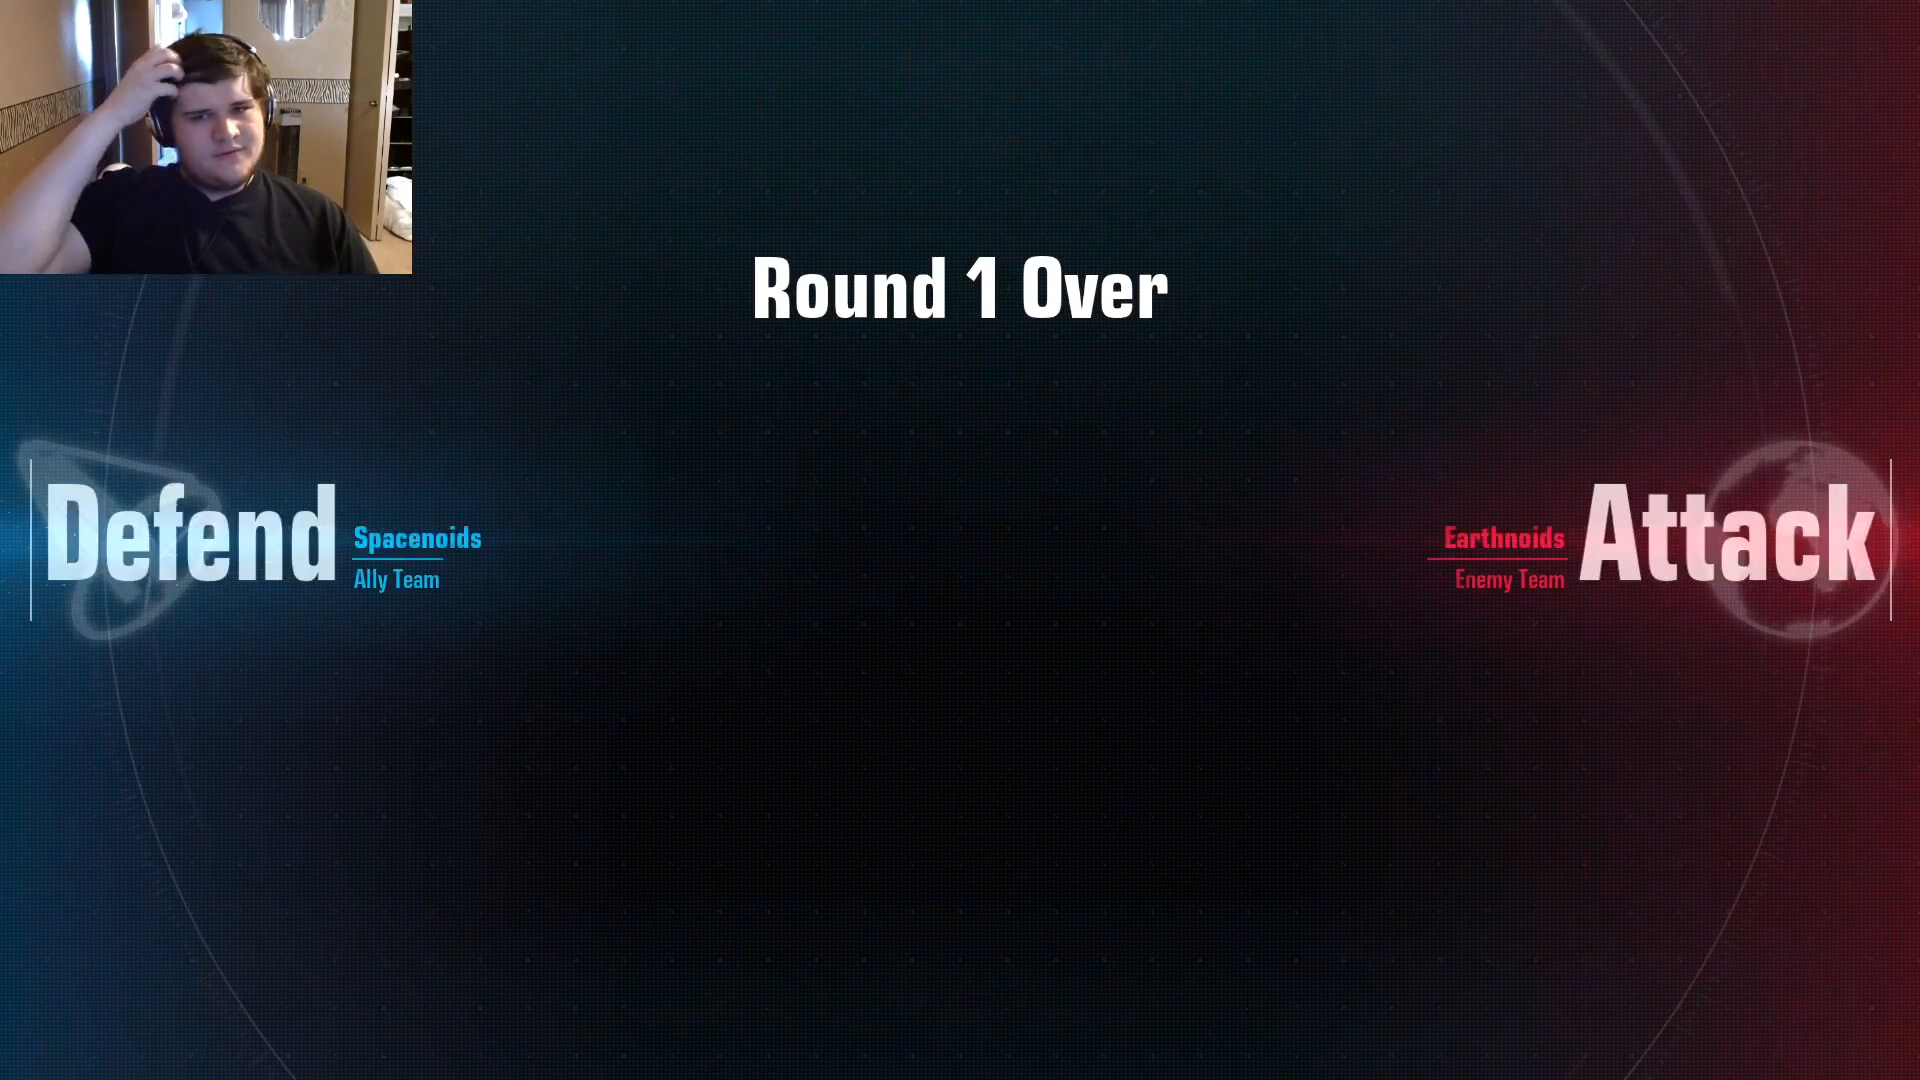 Round 1 Over
Defend
Spacenoids
Ally Team
Earthnoids
Enemy Team
Attack